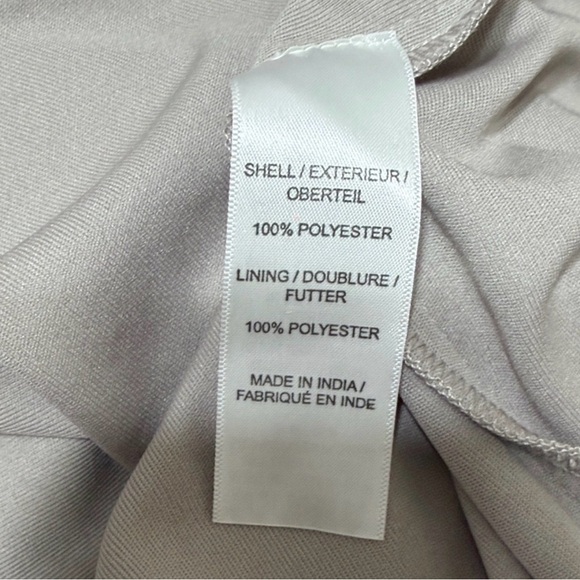 SHELL / EXTERIEUR /
OBERTEIL
100% POLYESTER
LINING / DOUBLURE /
FUTTER
100% POLYESTER
MADE IN INDIA /
FABRIQUÉ EN INDE